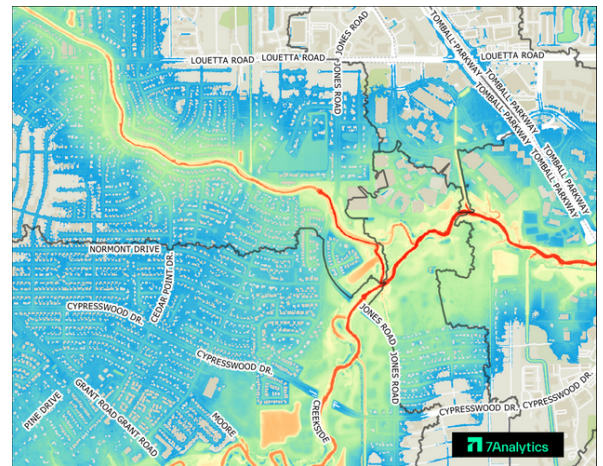 JONES ROAD
LOUETTA ROAD LOUETTA ROAD
JONES ROAD
TOMBALL PARKWAY
TOMBALL PARKWAY
TOMBALL PARKWAY
TOMBALL PARKWAY
TOMBALL PARKWAY
TOMBALL PARKWAY
NORMONT DRIVE
CEDAR POINT DR.
CYPRESSWOOD DR.
JONES ROAD
JONES ROAD
CYPRESSWOOD DR.
CYPRESSWOOD DR.
CYPRESSWOOD DR.
PINE DRIVE
GRANT ROAD
GRANT ROAD
MOORE
CREEKSIDE
7Analytics